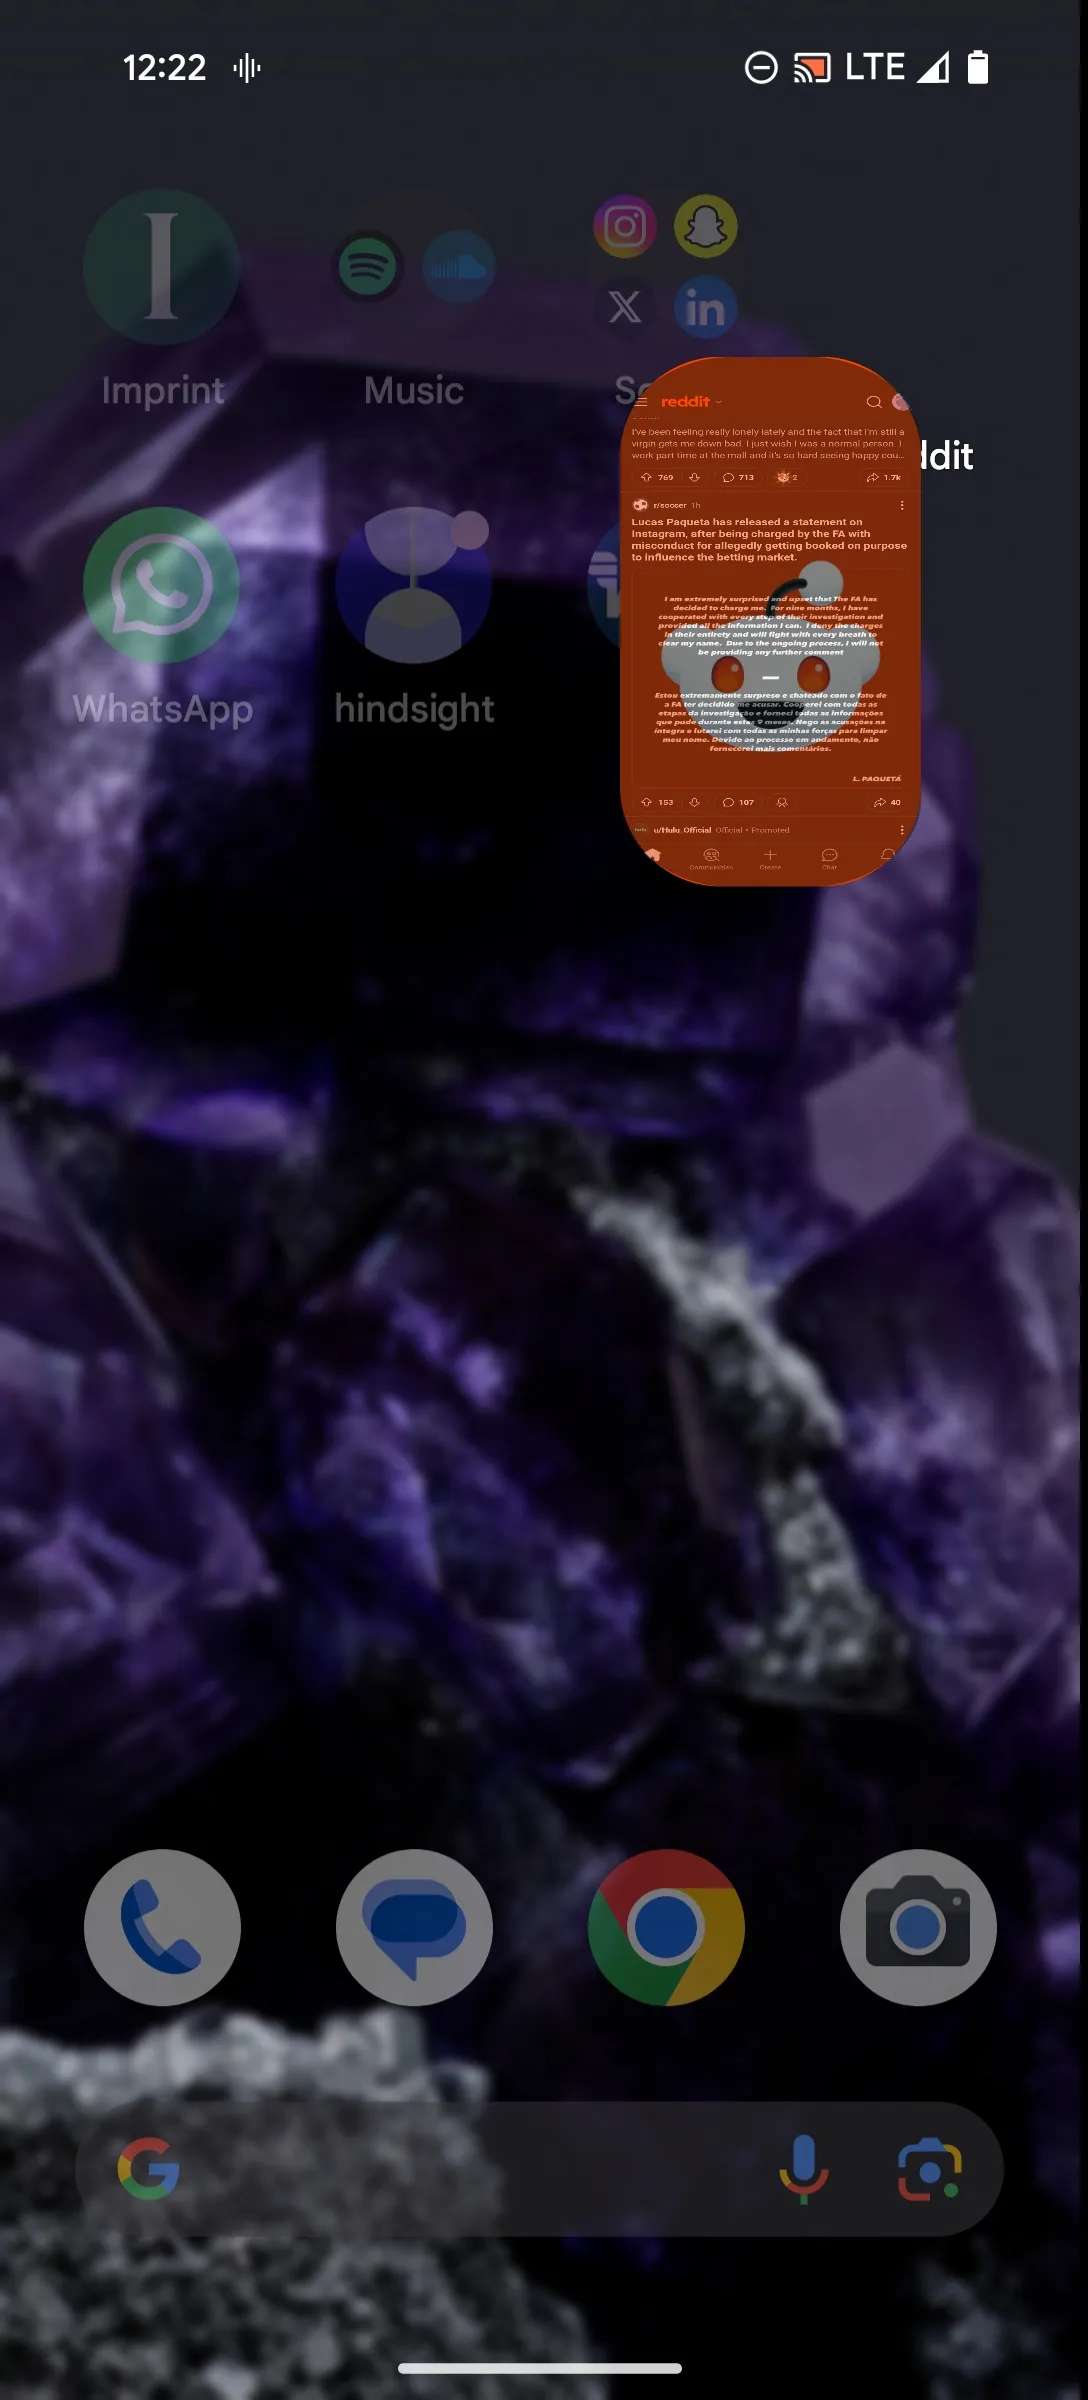 12:22
LTE
Imprint
Music
So
reddit
ddit
I've been feeling really lonely lately and the fact that I'm still a
virgin gets me down bad. I just wish I was a normal person. I
work part time at the mall and it's so hard seeing happy cou...
769 713 2 1.7k
r/soccer 1h
Lucas Paqueta has released a statement on
Instagram, after being charged by the FA with
misconduct for allegedly getting booked on purpose
to influence the betting market.
I am extremely surprised and upset that The FA has
decided to charge me. For nine months, I have
cooperated with every step of their investigation and
provided all the information I can. I deny the charges
in their entirety and will fight with every breath to
clear my name. Due to the ongoing process, I will not
be providing any further comment
—
Estou extremamente surpreso e chateado com o fato de
a FA ter decidido me acusar. Cooperei com todas as
etapas da investigação e forneci todas as informações
que pude durante estes 9 meses. Nego as acusações na
íntegra e lutarei com todas as minhas forças para limpar
meu nome. Devido ao processo em andamento, não
fornecerei mais comentários.
L. PAQUETÁ
153 107 40
u/Hulu_Official Official • Promoted
Communities Create Chat
WhatsApp
hindsight